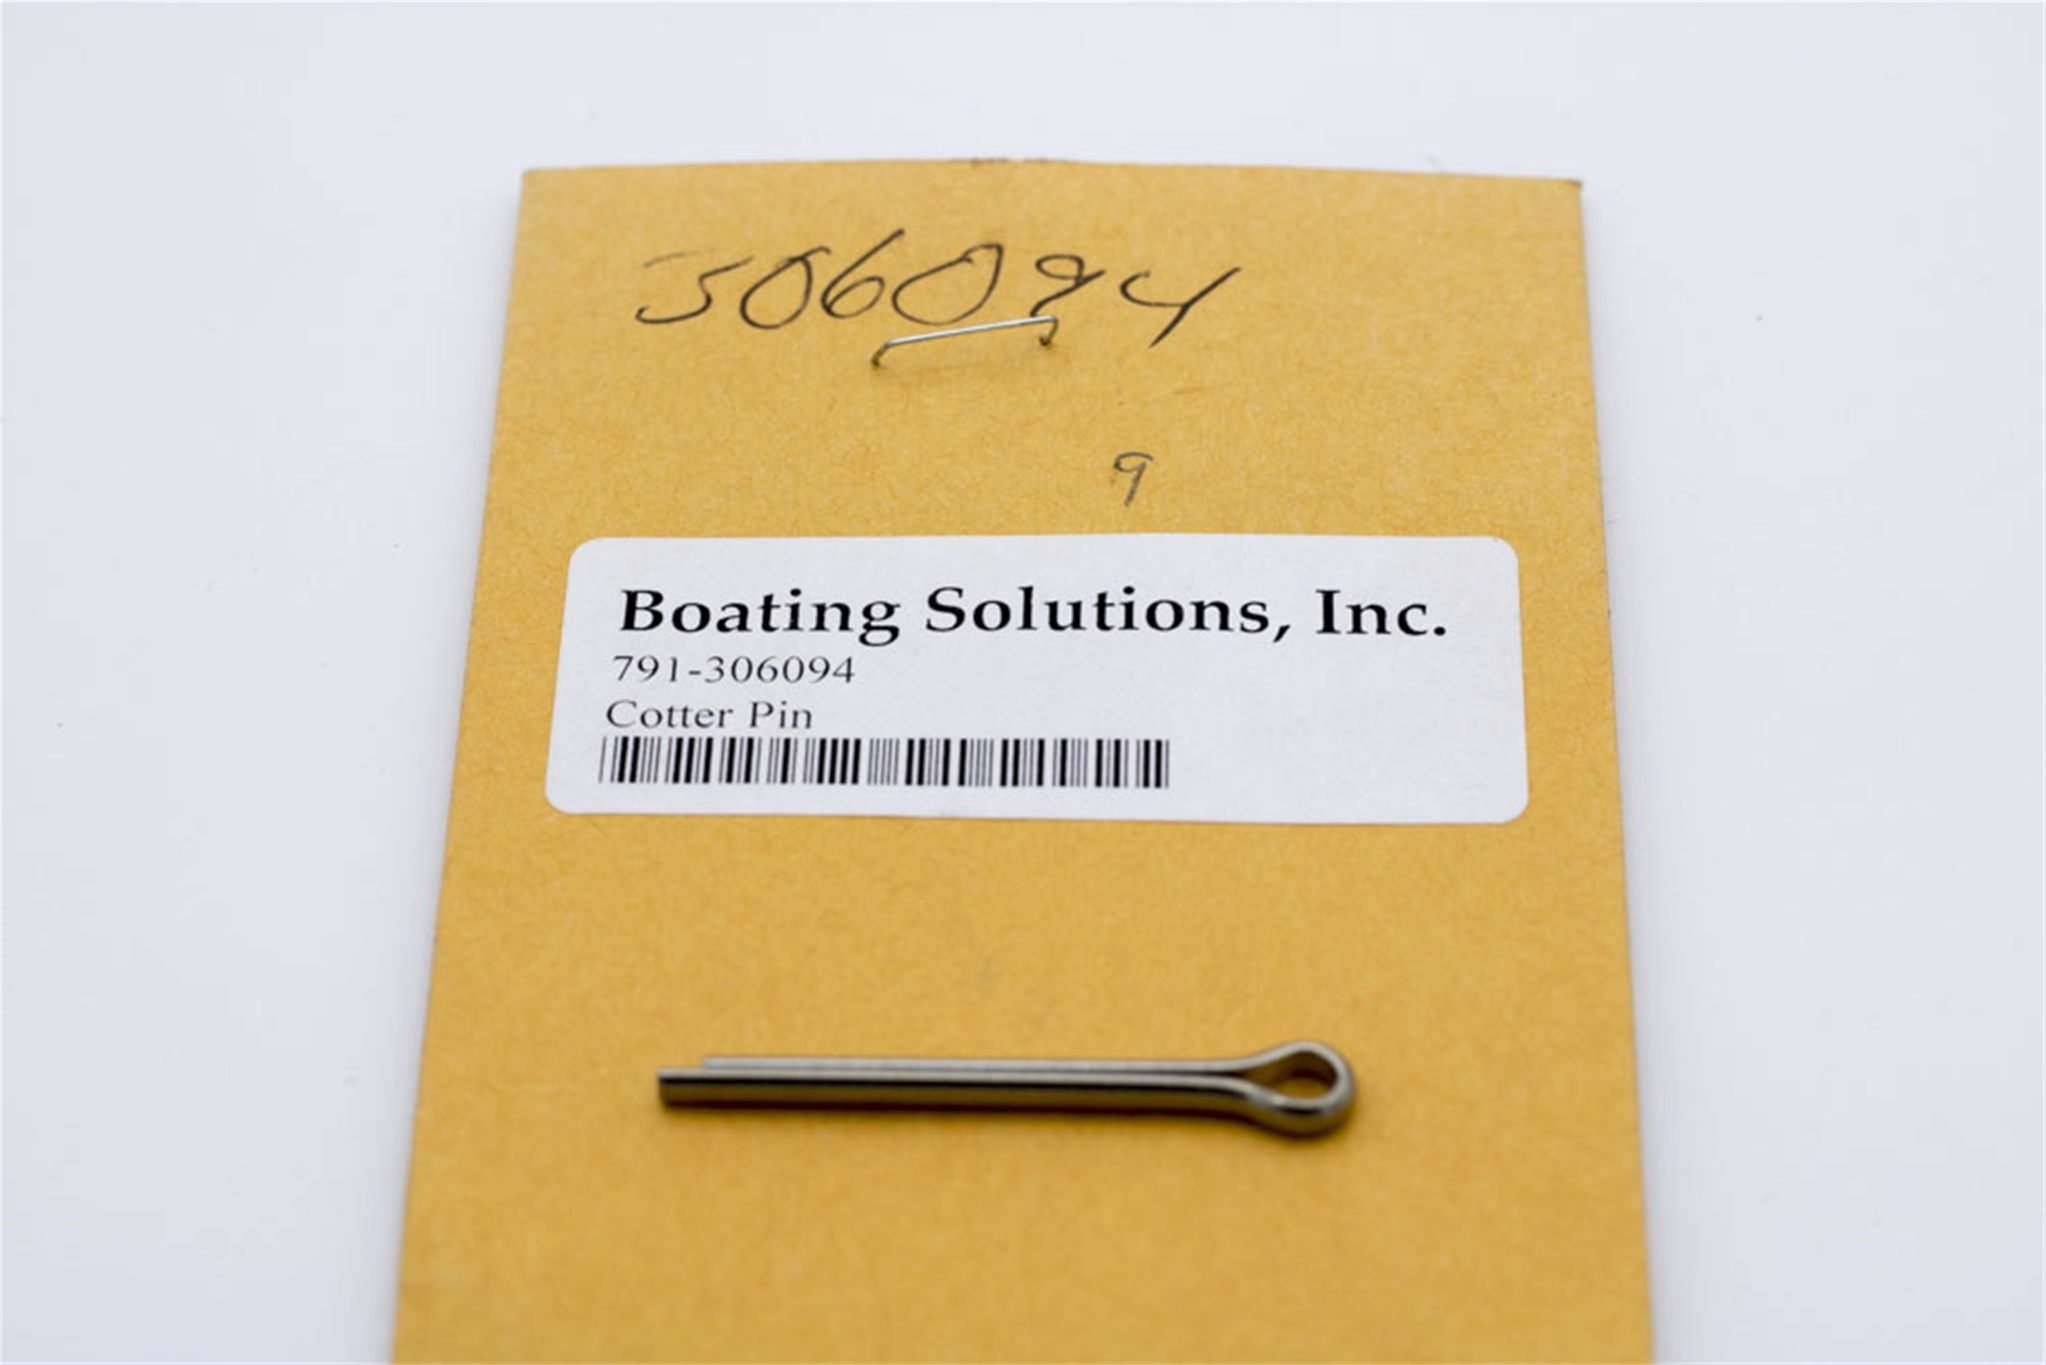 306094
9
Boating Solutions, Inc.
791-306094
Cotter Pin